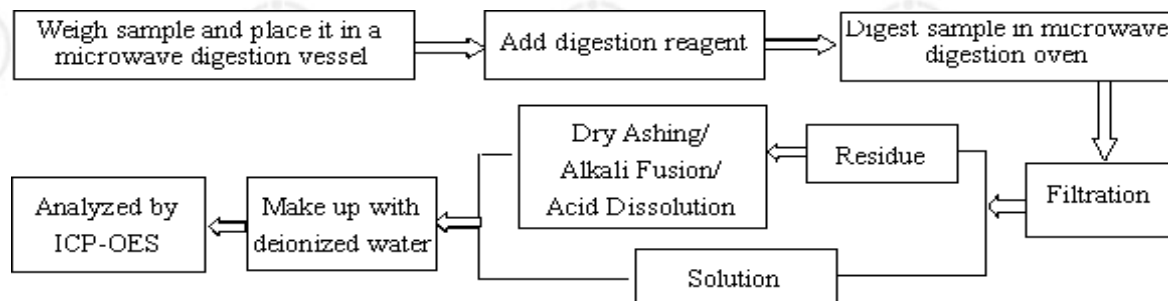 Weigh sample and place it in a
microwave digestion vessel
Add digestion reagent
Digest sample in microwave
digestion oven
Filtration
Residue
Dry Ashing/
Alkali Fusion/
Acid Dissolution
Solution
Make up with
deionized water
Analyzed by
ICP-OES